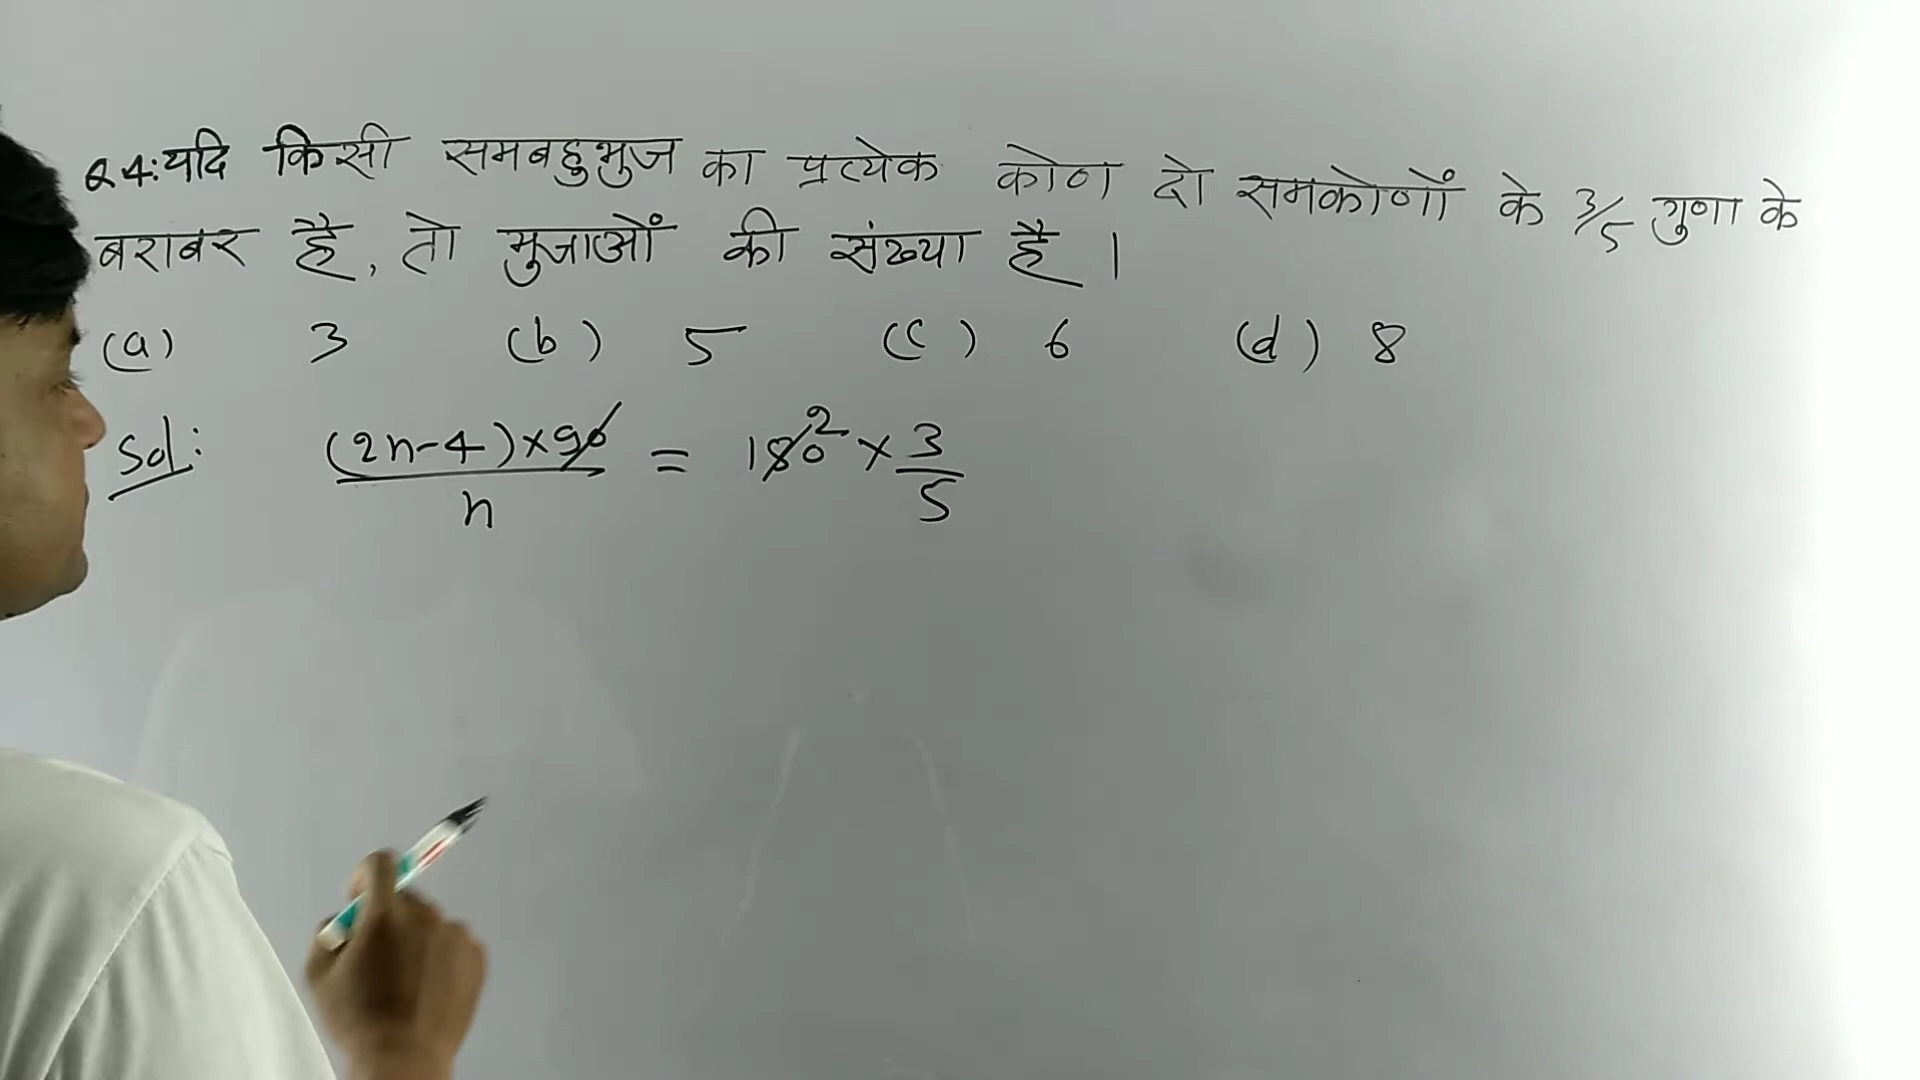 Q4: यदि किसी समबहुभुज का प्रत्येक कोण दो समकोणों के 3/5 गुणा के
बराबर है, तो भुजाओं की संख्या है ।
(a) 3 (b) 5 (c) 6 (d) 8
Sol: (2n-4)×90/n = 180 2 × 3/5